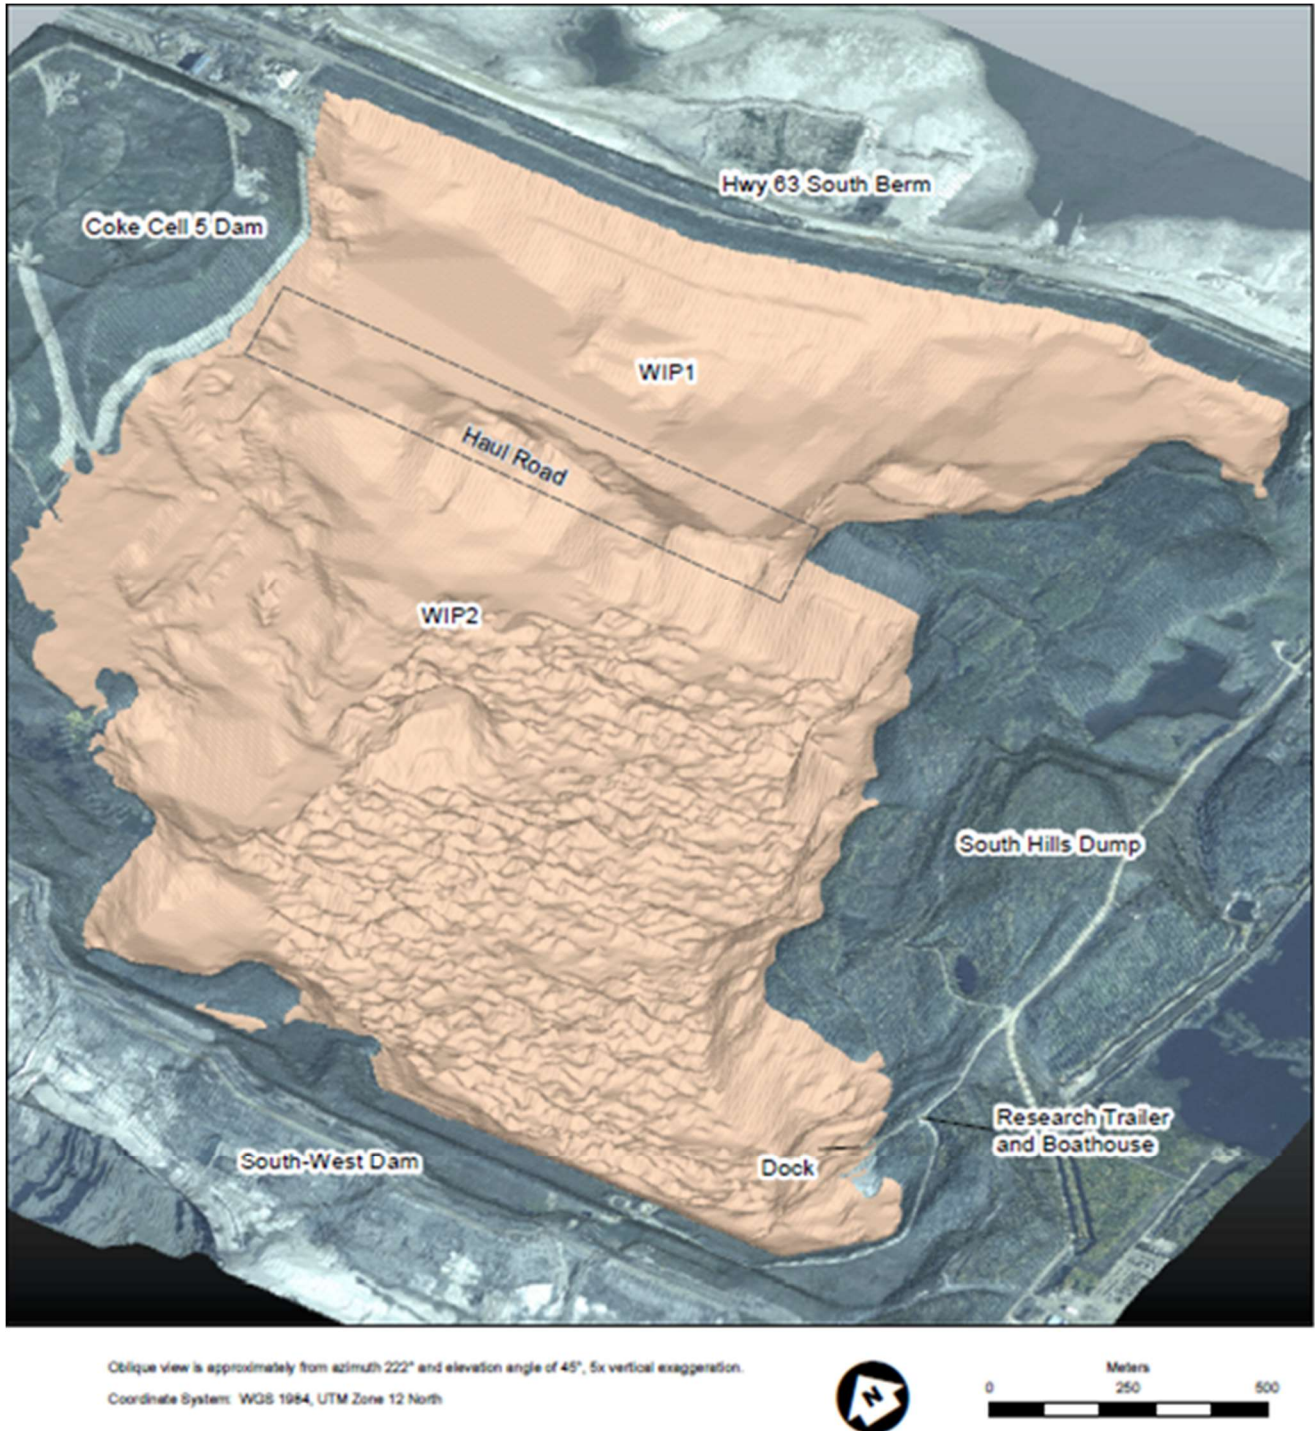 Hwy 63 South Berm
Coke Cell 5 Dam
WIP1
Haul Road
WIP2
South Hills Dump
Research Trailer
and Boathouse
South-West Dam
Dock
Oblique view is approximately from azimuth 222° and elevation angle of 45°, 5x vertical exaggeration.
Coordinate System: WGS 1984, UTM Zone 12 North
N
Meters
0 250 500